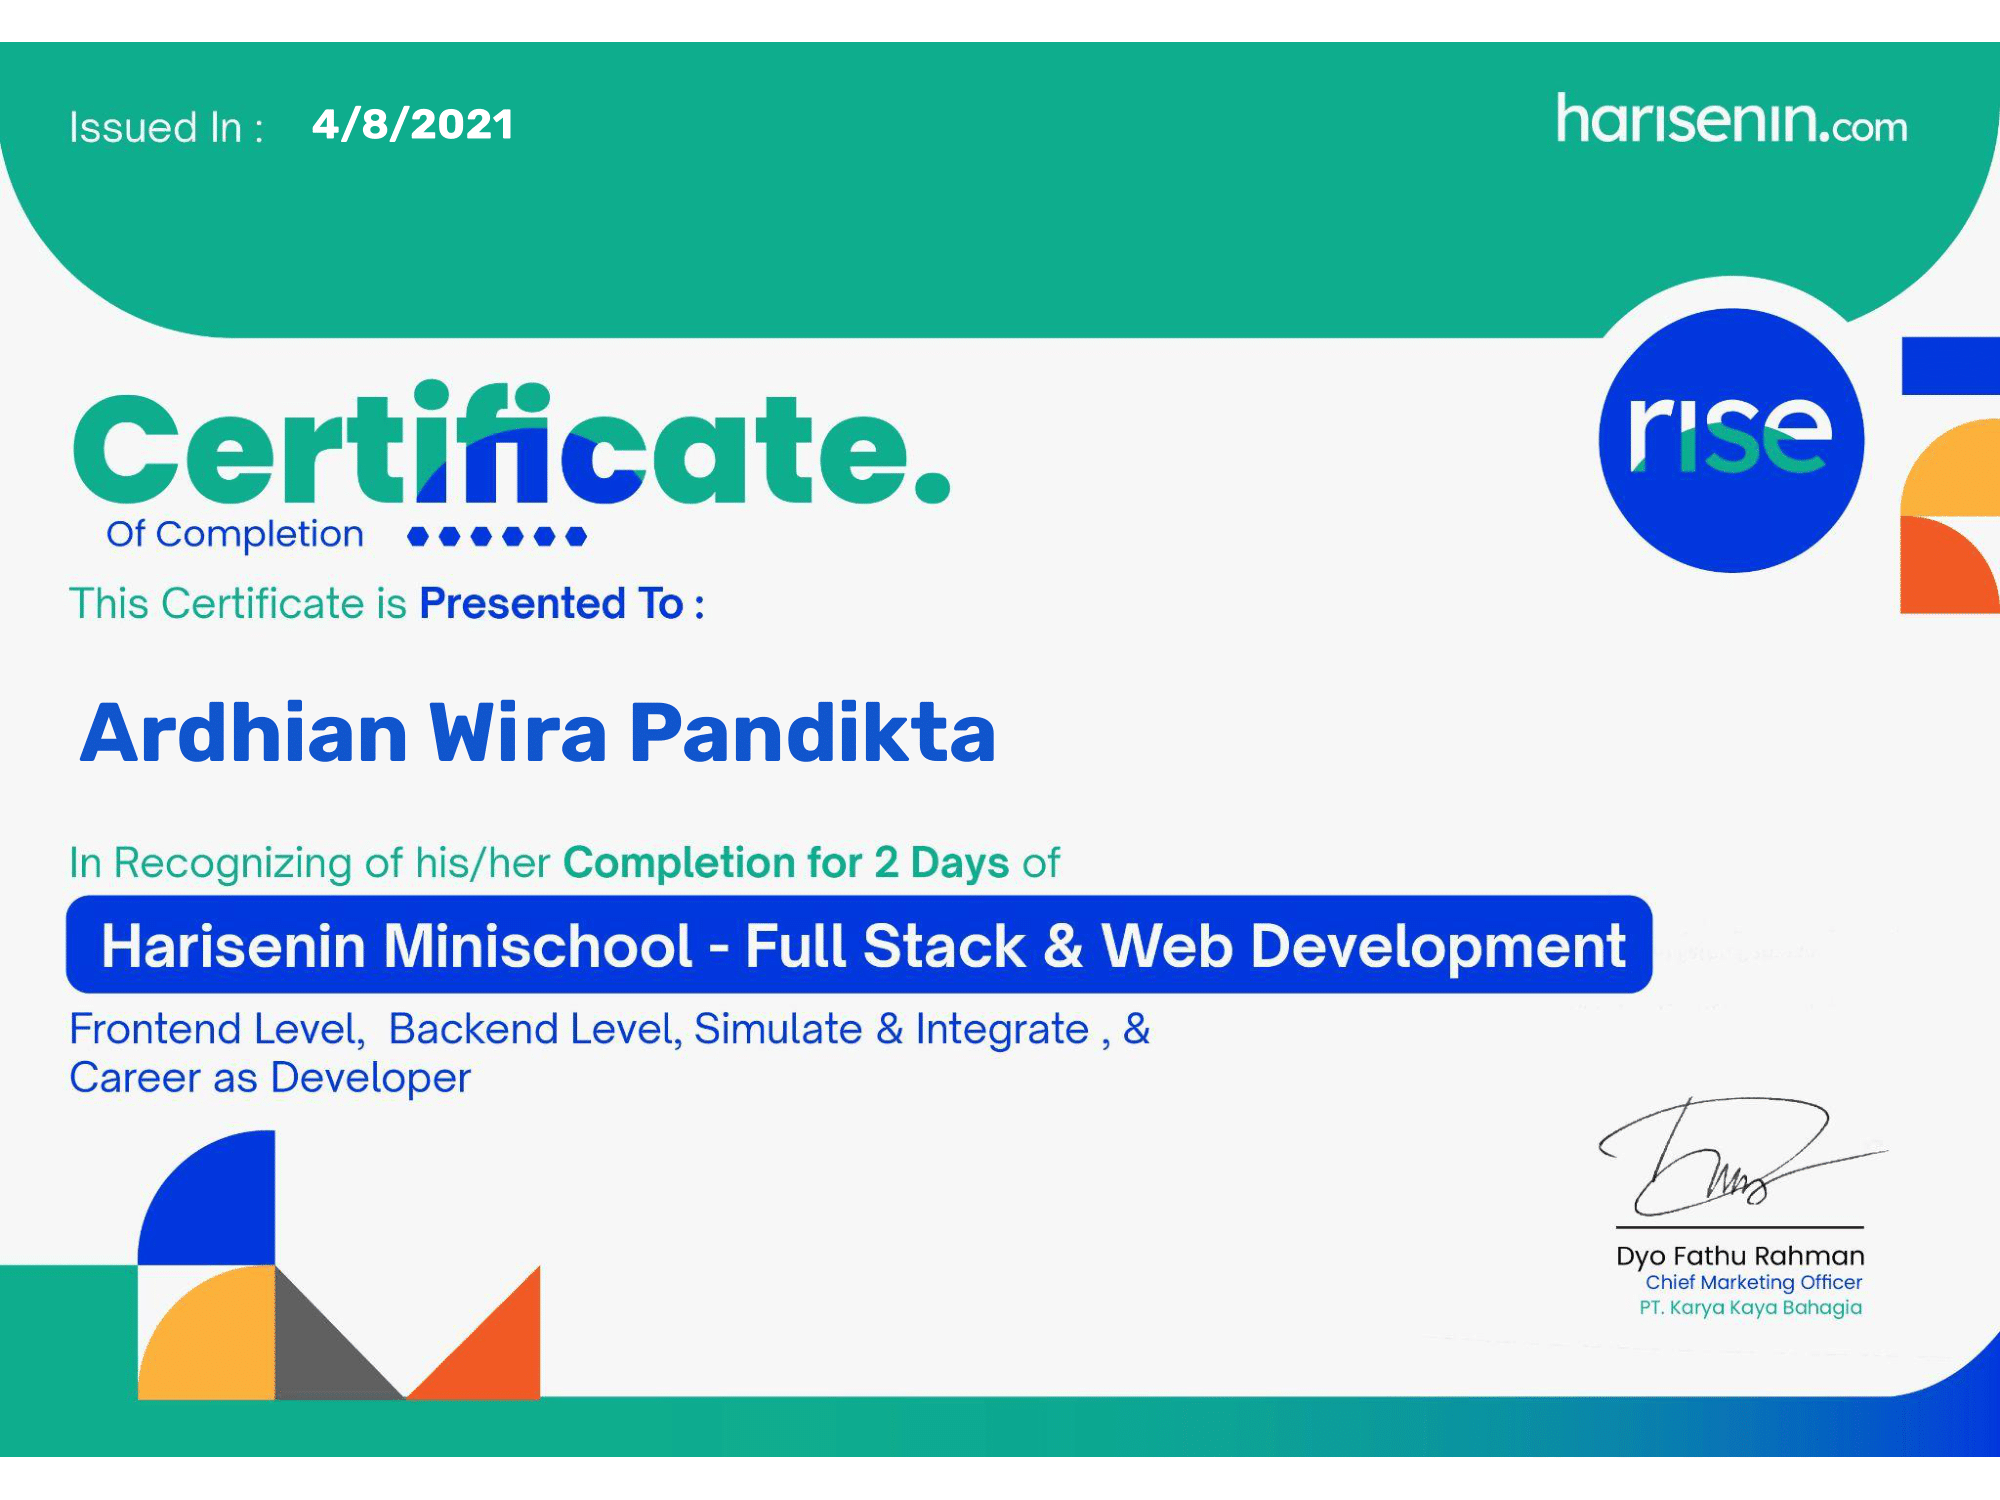 Issued In : 4/8/2021
harisenin.com
rise
Certificate.
Of Completion
This Certificate is Presented To :
Ardhian Wira Pandikta
In Recognizing of his/her Completion for 2 Days of
Harisenin Minischool - Full Stack & Web Development
Frontend Level, Backend Level, Simulate & Integrate , &
Career as Developer
Dyo Fathu Rahman
Chief Marketing Officer
PT. Karya Kaya Bahagia